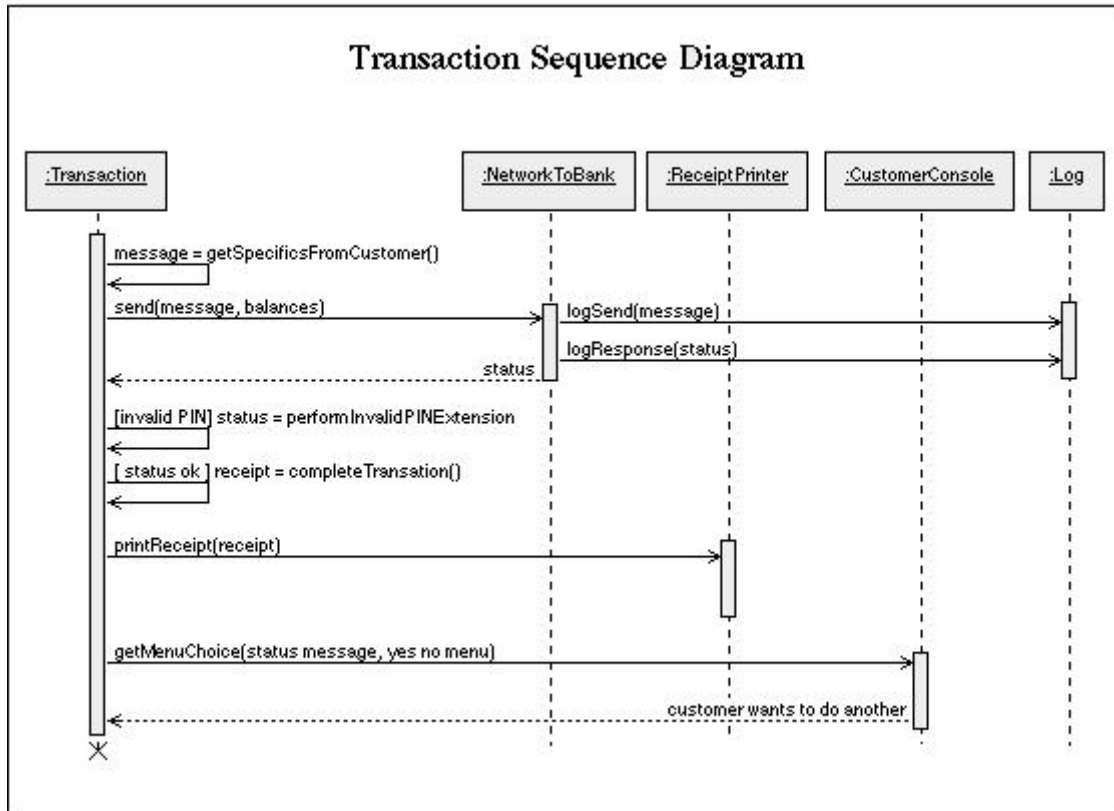 Transaction Sequence Diagram
:Transaction
:NetworkToBank
:ReceiptPrinter
:CustomerConsole
:Log
message = getSpecificsFromCustomer()
send(message, balances)
logSend(message)
logResponse(status)
status
[invalid PIN] status = performInvalidPINExtension
[ status ok ] receipt = completeTransation()
printReceipt(receipt)
getMenuChoice(status message, yes no menu)
customer wants to do another